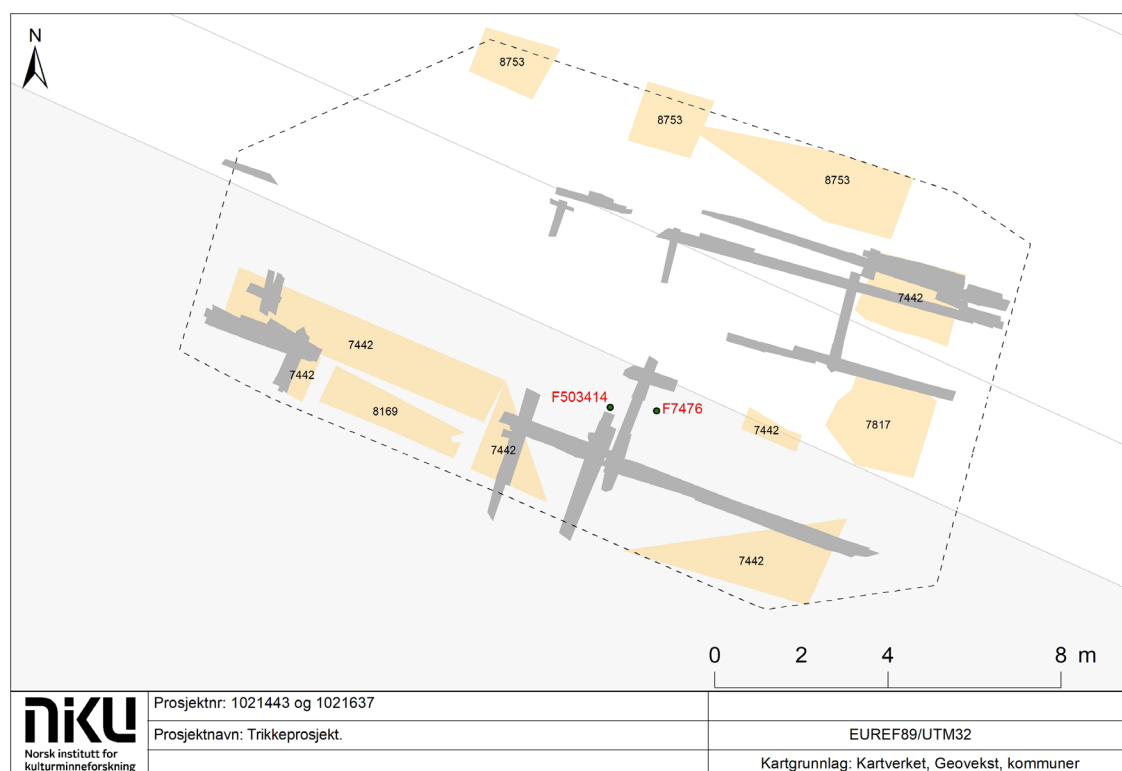 N
8753
8753
8753
7442
7442
7442
8169
F503414
F7476
7442
7442
7817
7442
0 2 4 8 m
niku
Norsk institutt for
kulturminneforskning
Prosjektnr: 1021443 og 1021637
Prosjektnavn: Trikkeprosjekt.
EUREF89/UTM32
Kartgrunnlag: Kartverket, Geovekst, kommuner